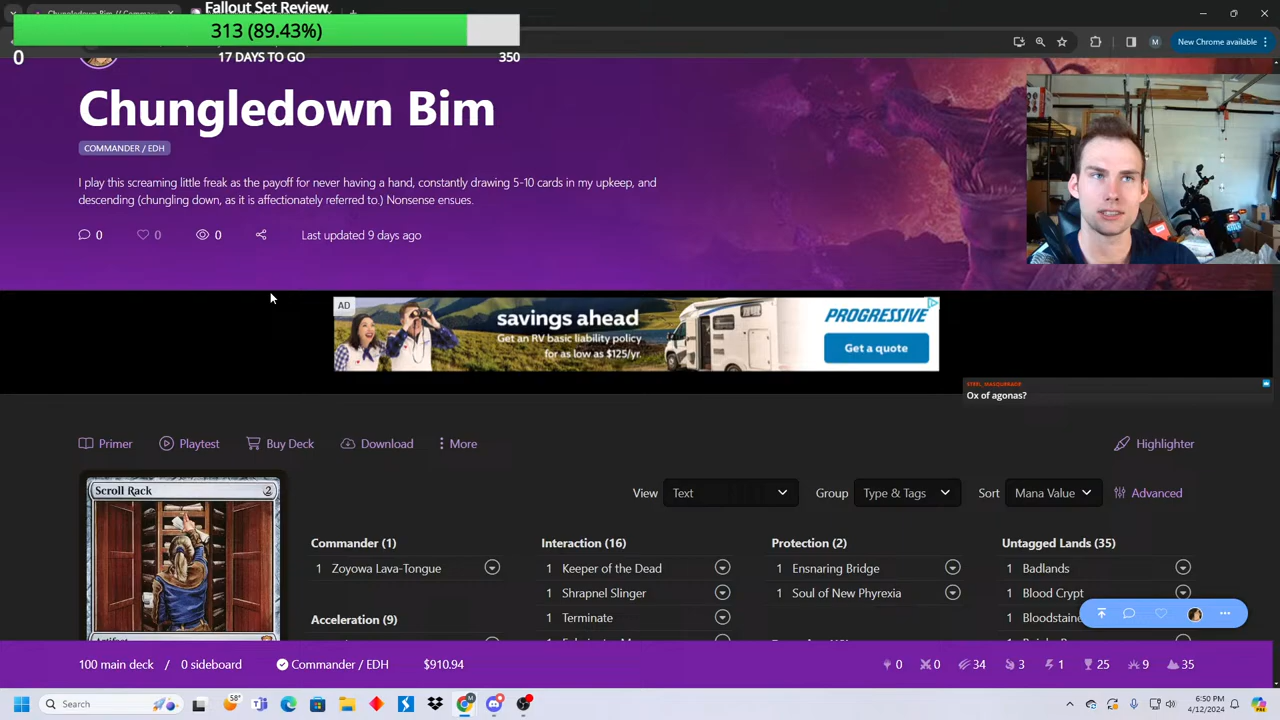 Fallout Set Review
313 (89.43%)
0
17 DAYS TO GO
350
New Chrome available
M
Chungledown Bim
COMMANDER / EDH
I play this screaming little freak as the payoff for never having a hand, constantly drawing 5-10 cards in my upkeep, and
descending (chungling down, as it is affectionately referred to.) Nonsense ensues.
0
0
0
Last updated 9 days ago
AD
savings ahead
Get an RV basic liability policy
for as low as $125/yr.
PROGRESSIVE
Get a quote
STEEL_MASQUERADE
Ox of agonas?
Primer
Playtest
Buy Deck
Download
More
Highlighter
Scroll Rack
2
View
Text
Group
Type & Tags
Sort
Mana Value
Advanced
Commander (1)
1 Zoyowa Lava-Tongue
Acceleration (9)
Interaction (16)
1 Keeper of the Dead
1 Shrapnel Slinger
1 Terminate
Protection (2)
1 Ensnaring Bridge
1 Soul of New Phyrexia
Untagged Lands (35)
1 Badlands
1 Blood Crypt
1 Bloodstaine
100 main deck / 0 sideboard
Commander / EDH
$910.94
0
0
34
3
1
25
9
35
Search
58°
6:50 PM
4/12/2024